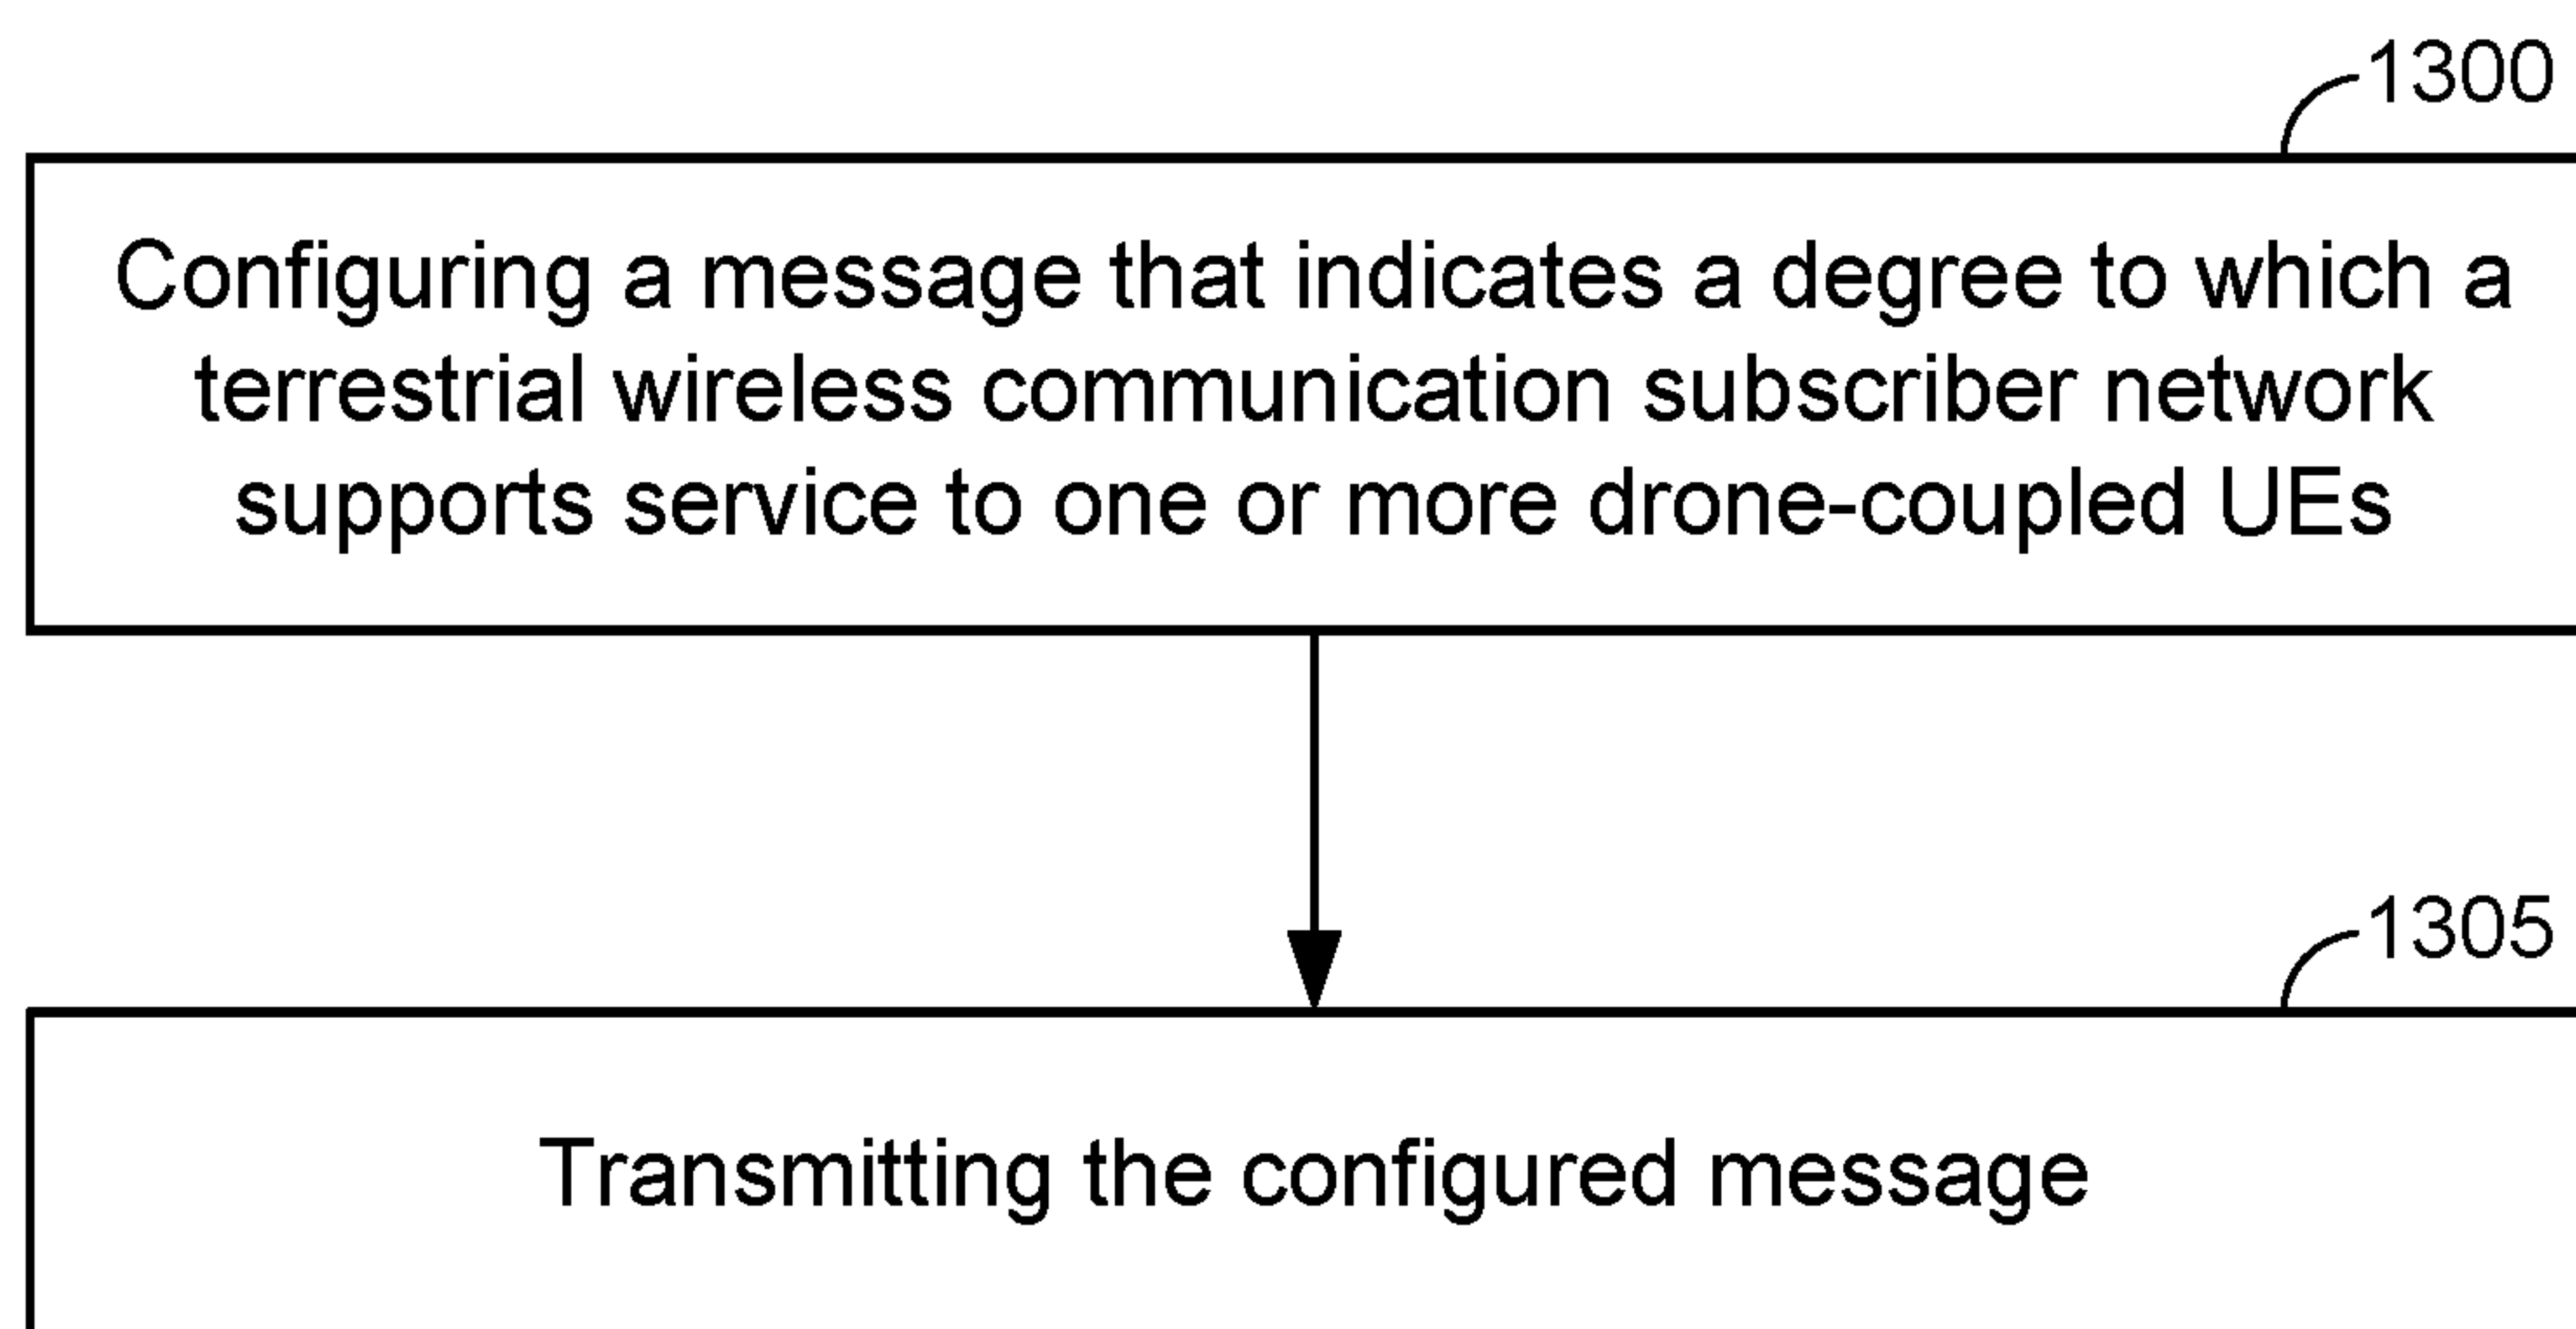 1300
Configuring a message that indicates a degree to which a
terrestrial wireless communication subscriber network
supports service to one or more drone-coupled UEs
1305
Transmitting the configured message